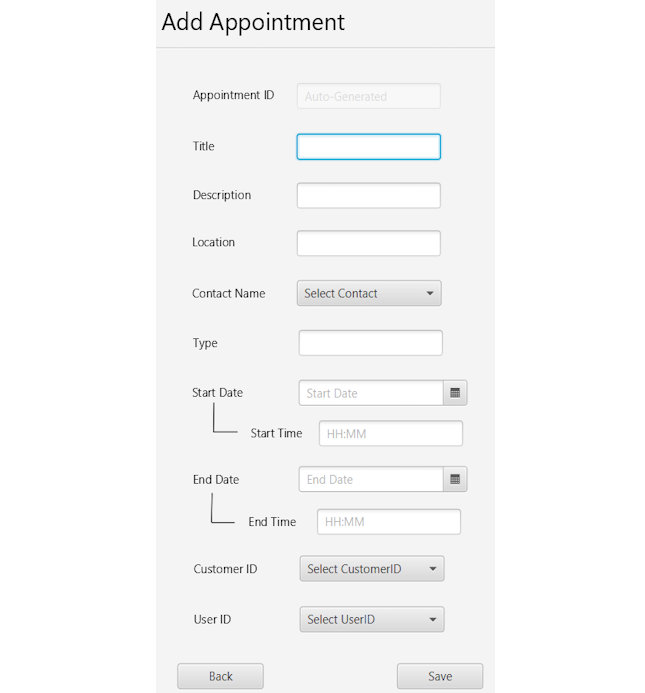 Add Appointment
Appointment ID Auto-Generated
Title
Description
Location
Contact Name Select Contact
Type
Start Date Start Date
Start Time HH:MM
End Date End Date
End Time HH:MM
Customer ID Select CustomerID
User ID Select UserID
Back Save